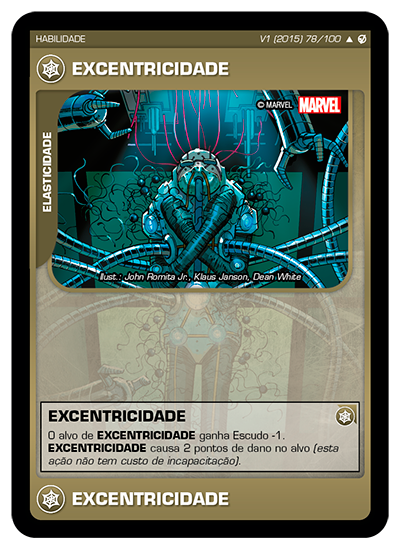 HABILIDADE
V1 (2015) 78/100 ▲
EXCENTRICIDADE
© MARVEL MARVEL
ELASTICIDADE
Illust.: John Romita Jr., Klaus Janson, Dean White
EXCENTRICIDADE
O alvo de EXCENTRICIDADE ganha Escudo -1.
EXCENTRICIDADE causa 2 pontos de dano no alvo (esta
ação não tem custo de incapacitação).
EXCENTRICIDADE